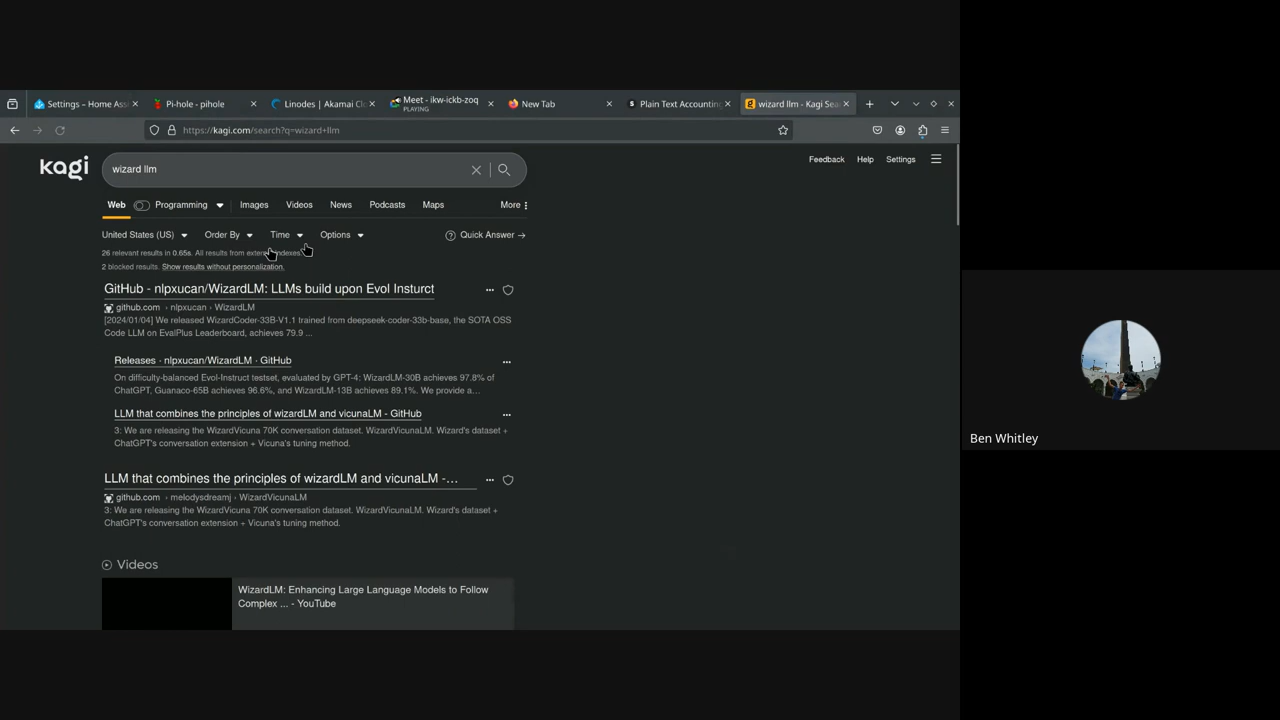 Settings – Home Ass
Pi-hole - pihole
Linodes | Akamai Cl
Meet - ikw-ickb-zoq
PLAYING
New Tab
Plain Text Accounting
wizard llm - Kagi Sea
https://kagi.com/search?q=wizard+llm
kagi
wizard llm
Feedback
Help
Settings
Web
Programming
Images
Videos
News
Podcasts
Maps
More
United States (US)
Order By
Time
Options
Quick Answer →
26 relevant results in 0.65s. All results from external indexes.
2 blocked results. Show results without personalization.
GitHub - nlpxucan/WizardLM: LLMs build upon Evol Insturct
github.com › nlpxucan › WizardLM
[2024/01/04] We released WizardCoder-33B-V1.1 trained from deepseek-coder-33b-base, the SOTA OSS
Code LLM on EvalPlus Leaderboard, achieves 79.9 ...
Releases · nlpxucan/WizardLM · GitHub
On difficulty-balanced Evol-Instruct testset, evaluated by GPT-4: WizardLM-30B achieves 97.8% of
ChatGPT, Guanaco-65B achieves 96.6%, and WizardLM-13B achieves 89.1%. We provide a…
LLM that combines the principles of wizardLM and vicunaLM - GitHub
3: We are releasing the WizardVicuna 70K conversation dataset. WizardVicunaLM. Wizard's dataset +
ChatGPT's conversation extension + Vicuna's tuning method.
LLM that combines the principles of wizardLM and vicunaLM -…
github.com › melodysdreamj › WizardVicunaLM
3: We are releasing the WizardVicuna 70K conversation dataset. WizardVicunaLM. Wizard's dataset +
ChatGPT's conversation extension + Vicuna's tuning method.
Videos
WizardLM: Enhancing Large Language Models to Follow
Complex ... - YouTube
Ben Whitley